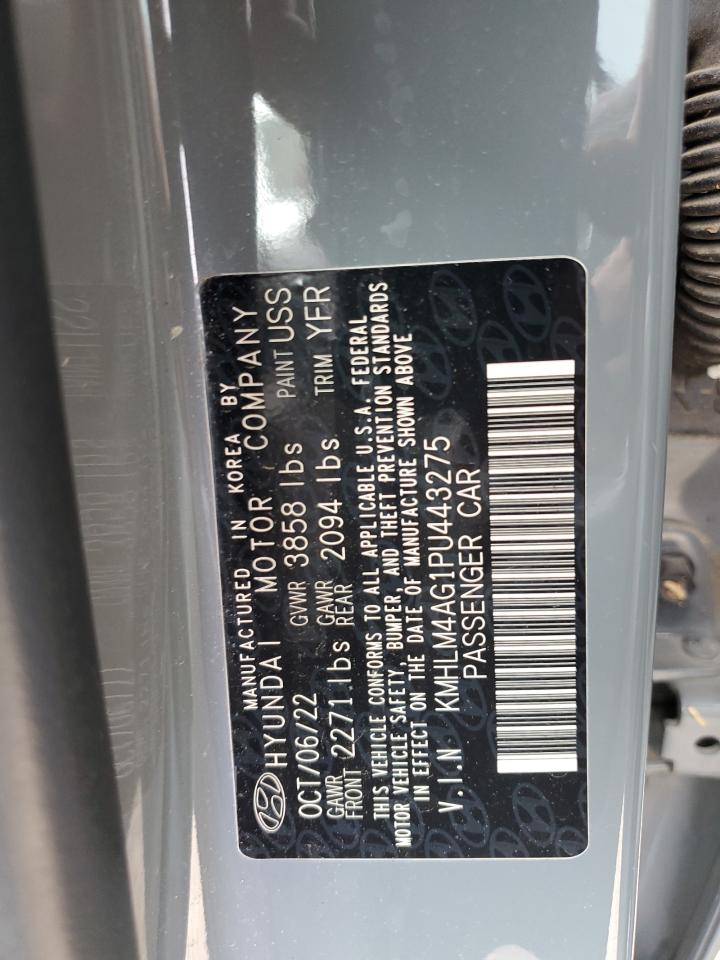 MANUFACTURED IN KOREA BY
HYUNDAI MOTOR COMPANY
OCT/06/22 GVWR 3858 lbs PAINT USS
GAWR FRONT 2271 lbs GAWR REAR 2094 lbs TRIM YFR
THIS VEHICLE CONFORMS TO ALL APPLICABLE U.S.A. FEDERAL
MOTOR VEHICLE SAFETY, BUMPER, AND THEFT PREVENTION STANDARDS
IN EFFECT ON THE DATE OF MANUFACTURE SHOWN ABOVE
V.I.N KMHLM4AG1PU443275
PASSENGER CAR